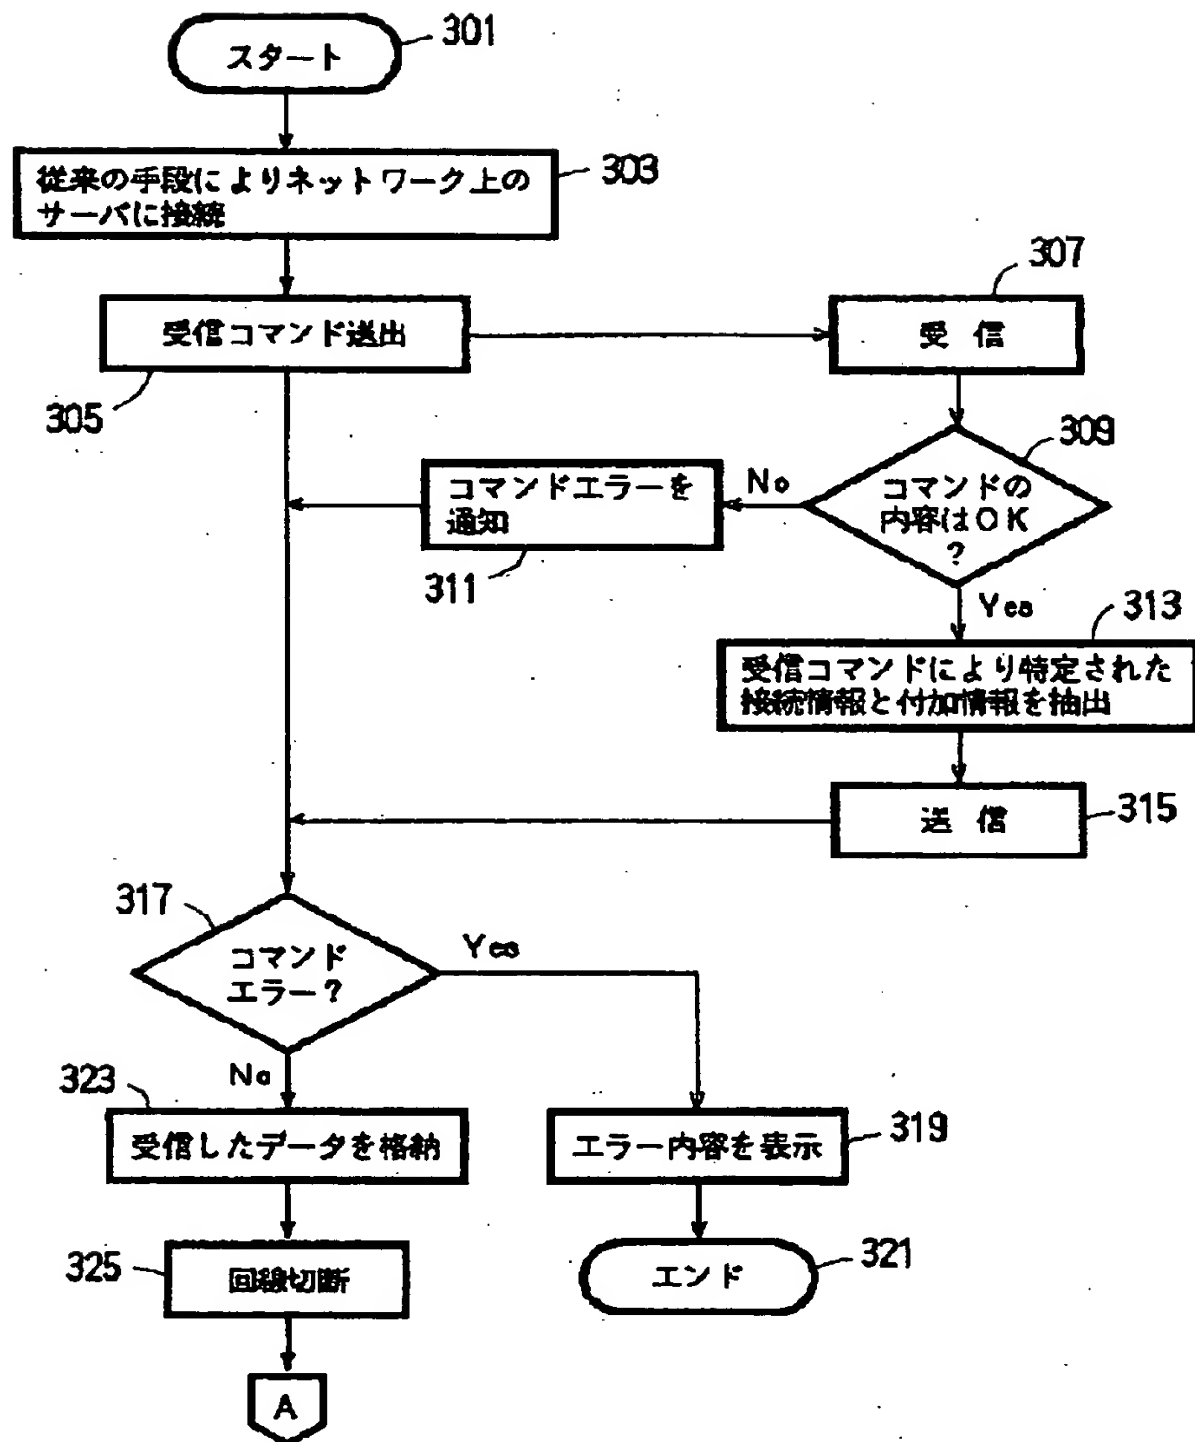 スタート
301
従来の手段によりネットワーク上の
サーバに接続
303
受信コマンド送出
305
受 信
307
コマンドの
内容はOK
?
309
No
コマンドエラーを
通知
311
Yes
受信コマンドにより特定された
接続情報と付加情報を抽出
313
送 信
315
コマンド
エラー?
317
Yes
No
受信したデータを格納
323
エラー内容を表示
319
回線切断
325
エンド
321
A